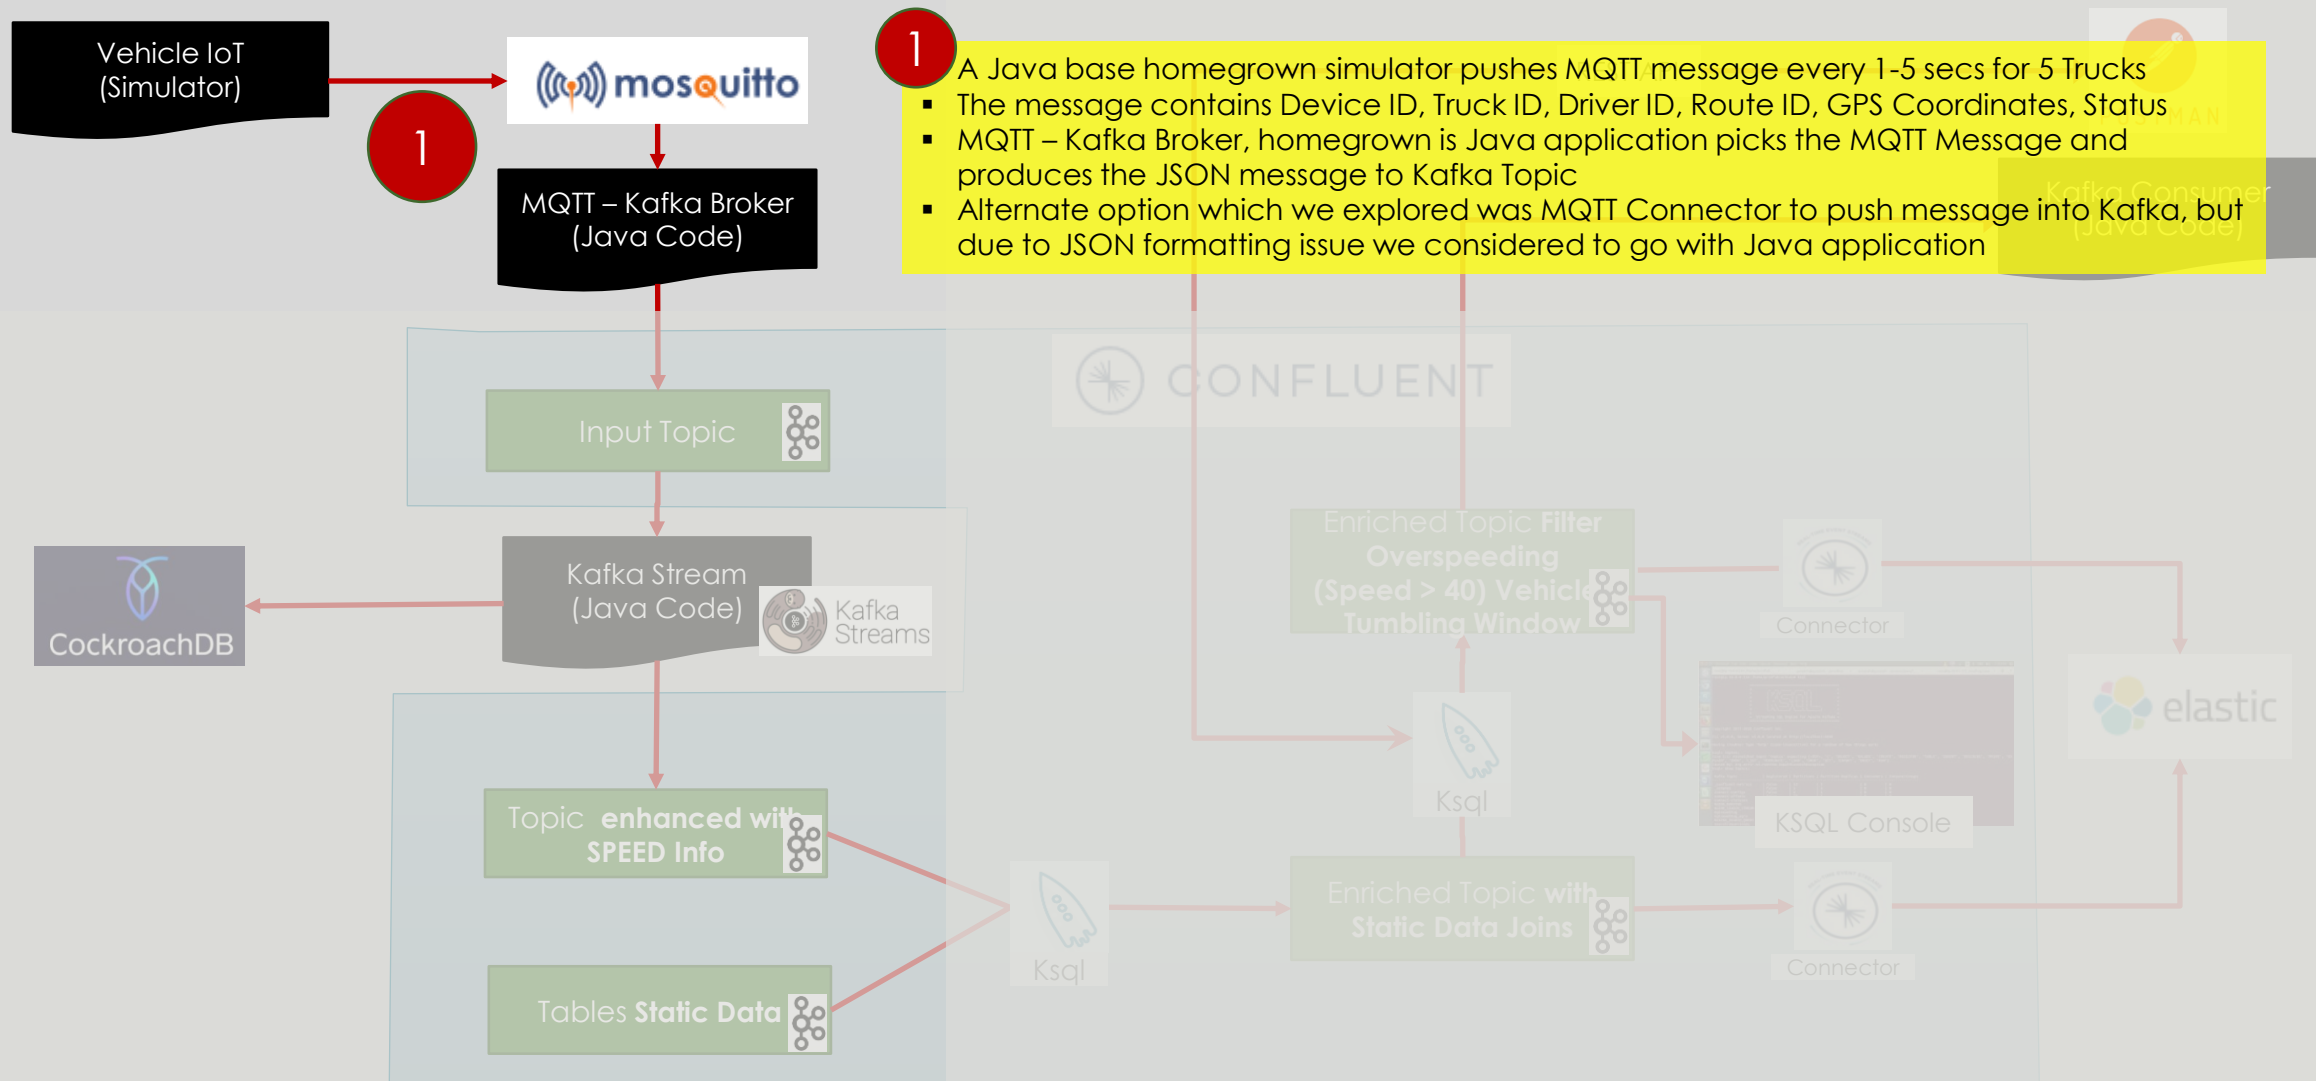 Vehicle IoT
(Simulator)
mosquitto
1
MQTT – Kafka Broker
(Java Code)
1
A Java base homegrown simulator pushes MQTT message every 1-5 secs for 5 Trucks
▪ The message contains Device ID, Truck ID, Driver ID, Route ID, GPS Coordinates, Status
▪ MQTT – Kafka Broker, homegrown is Java application picks the MQTT Message and
produces the JSON message to Kafka Topic
▪ Alternate option which we explored was MQTT Connector to push message into Kafka, but
due to JSON formatting issue we considered to go with Java application
Kafka Consumer
(Java Code)
CONFLUENT
Input Topic
Kafka Stream
(Java Code)
Kafka
Streams
CockroachDB
Topic enhanced with
SPEED Info
Tables Static Data
Ksql
Enriched Topic with
Static Data Joins
Connector
Ksql
Enriched Topic Filter
Overspeeding
(Speed > 40) Vehicle
Tumbling Window
Connector
KSQL Console
elastic